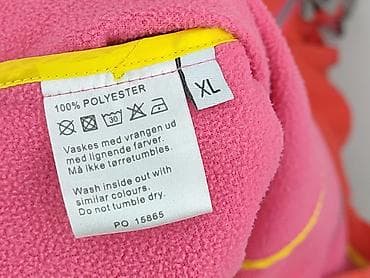 100% POLYESTER
XL
30
Vaskes med vrangen ud
med lignende farver.
Må ikke tørretumbles.
Wash inside out with
similar colours.
Do not tumble dry.
PO 15865